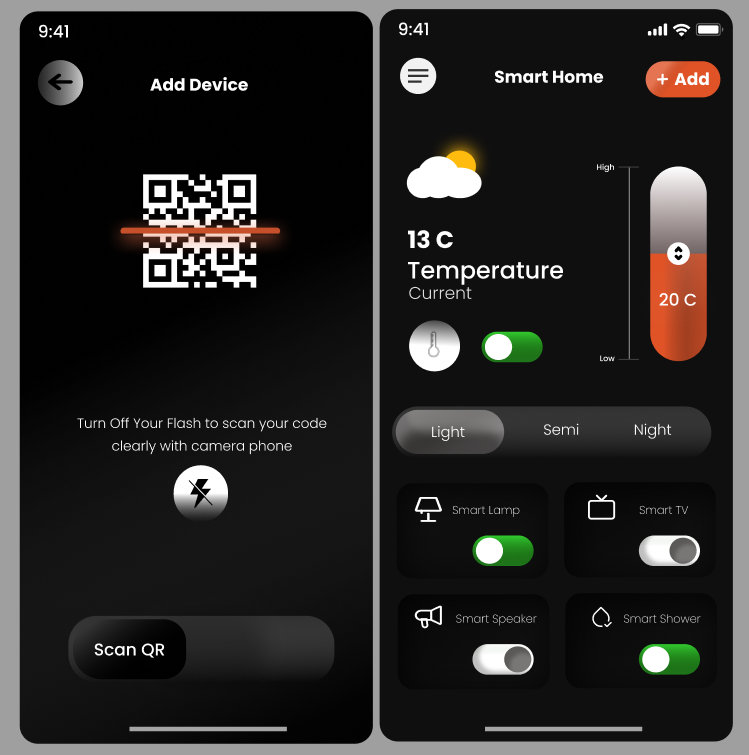 9:41
Add Device
Turn Off Your Flash to scan your code
clearly with camera phone
Scan QR
9:41
Smart Home
+ Add
High
13 C
Temperature
Current
20 C
Low
Light
Semi
Night
Smart Lamp
Smart TV
Smart Speaker
Smart Shower